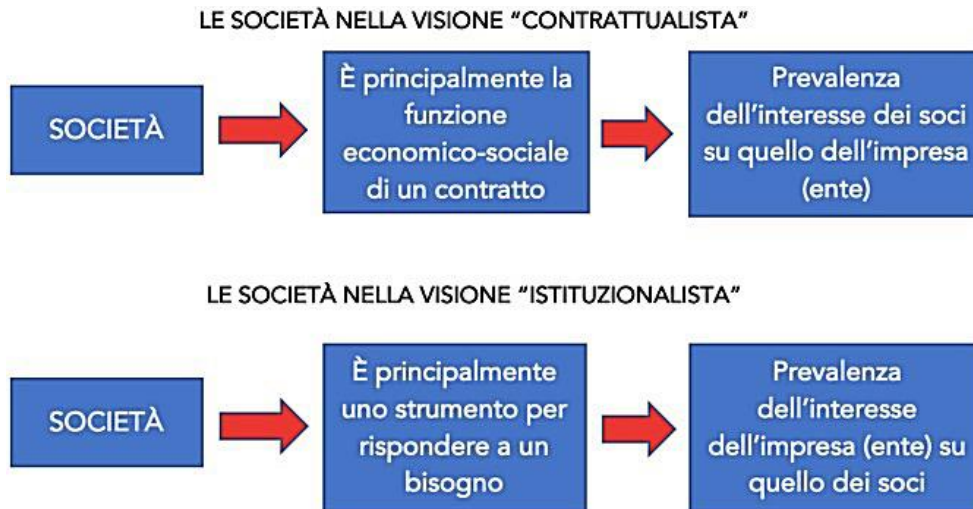 LE SOCIETÀ NELLA VISIONE "CONTRATTUALISTA"
SOCIETÀ
È principalmente la
funzione
economico-sociale
di un contratto
Prevalenza
dell'interesse dei soci
su quello dell'impresa
(ente)
LE SOCIETÀ NELLA VISIONE "ISTITUZIONALISTA"
SOCIETÀ
È principalmente
uno strumento per
rispondere a un
bisogno
Prevalenza
dell'interesse
dell'impresa (ente) su
quello dei soci